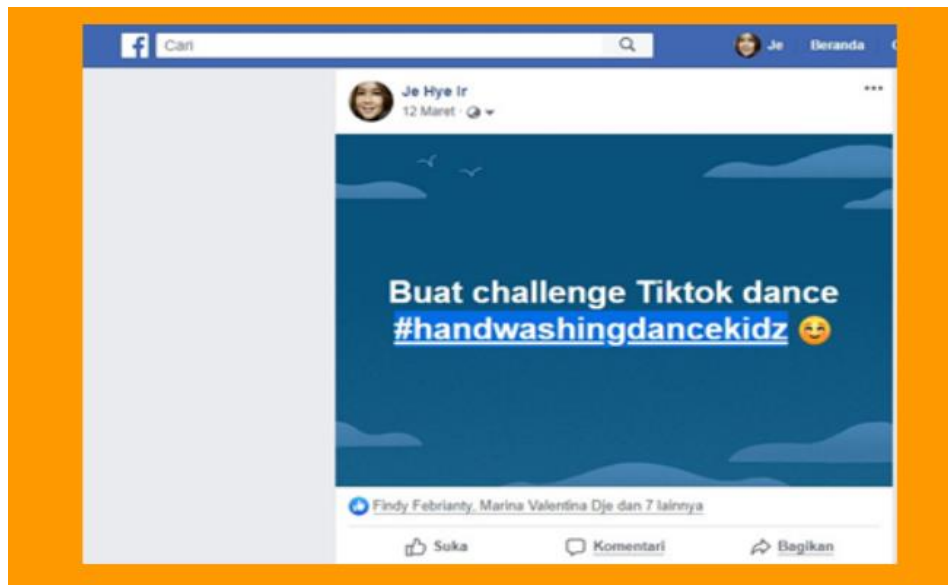 f Cari
Je Beranda
Je Hye Ir
12 Maret
Buat challenge Tiktok dance
#handwashingdancekidz
Findy Febrianty, Marina Valentina Dje dan 7 lainnya
Suka Komentari Bagikan